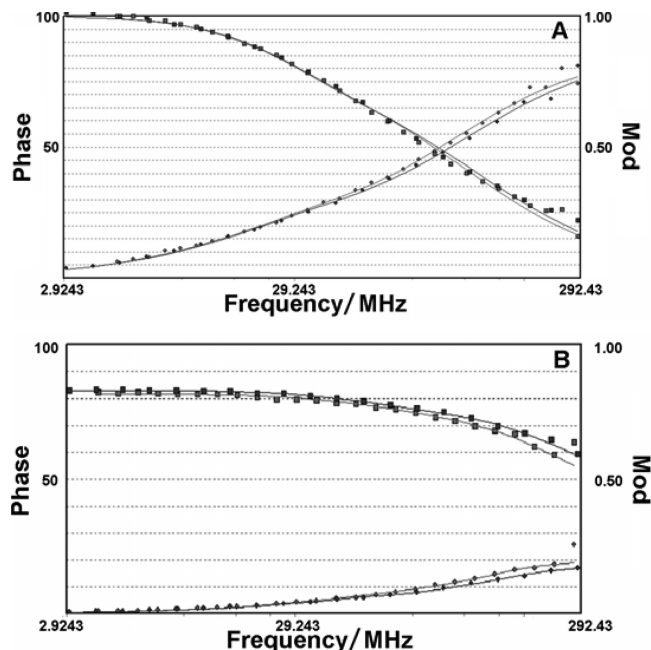 100
A
1.00
Phase
50
0.50
Mod
2.9243
29.243
292.43
Frequency/MHz
100
B
1.00
Phase
50
0.50
Mod
2.9243
29.243
292.43
Frequency/MHz